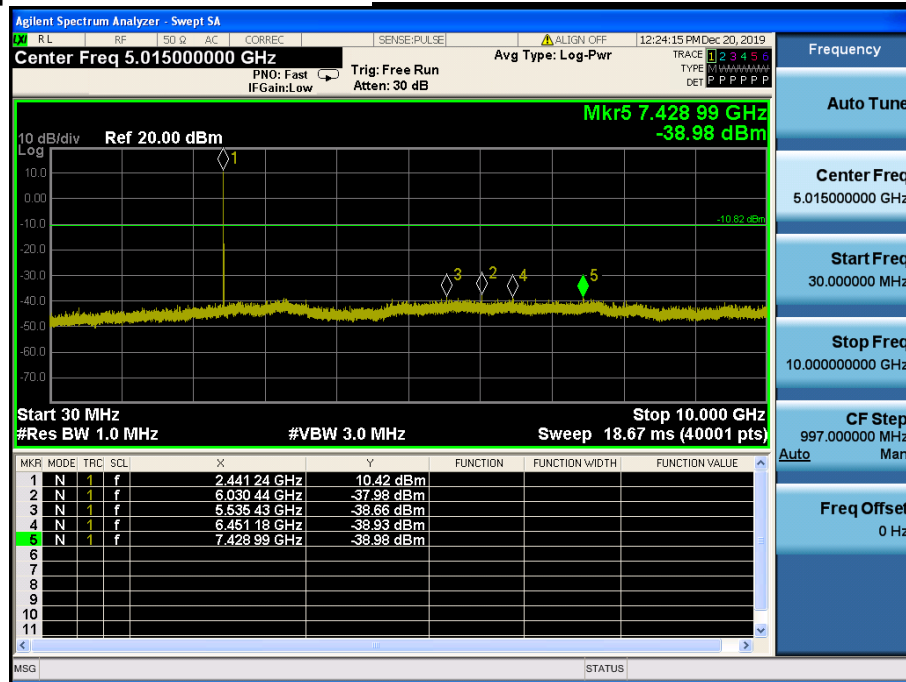 Agilent Spectrum Analyzer - Swept SA
LXI RL RF 50 Ω AC CORREC SENSE:PULSE ALIGN OFF 12:24:15 PM Dec 20, 2019
Center Freq 5.015000000 GHz
PNO: Fast
IFGain:Low
Trig: Free Run
Atten: 30 dB
Avg Type: Log-Pwr
TRACE 1 2 3 4 5 6
TYPE M
DET P P P P P P
Mkr5 7.428 99 GHz
-38.98 dBm
10 dB/div Ref 20.00 dBm
Log
10.0
0.00
-10.0
-20.0
-30.0
-40.0
-50.0
-60.0
-70.0
-10.82 dBm
1
3
2
4
5
Start 30 MHz Stop 10.000 GHz
#Res BW 1.0 MHz #VBW 3.0 MHz Sweep 18.67 ms (40001 pts)
MKR MODE TRC SCL X Y FUNCTION FUNCTION WIDTH FUNCTION VALUE
1 N 1 f 2.441 24 GHz 10.42 dBm
2 N 1 f 6.030 44 GHz -37.98 dBm
3 N 1 f 5.535 43 GHz -38.66 dBm
4 N 1 f 6.451 18 GHz -38.93 dBm
5 N 1 f 7.428 99 GHz -38.98 dBm
6
7
8
9
10
11
MSG STATUS
Frequency
Auto Tune
Center Freq
5.015000000 GHz
Start Freq
30.000000 MHz
Stop Freq
10.000000000 GHz
CF Step
997.000000 MHz
Auto Man
Freq Offset
0 Hz